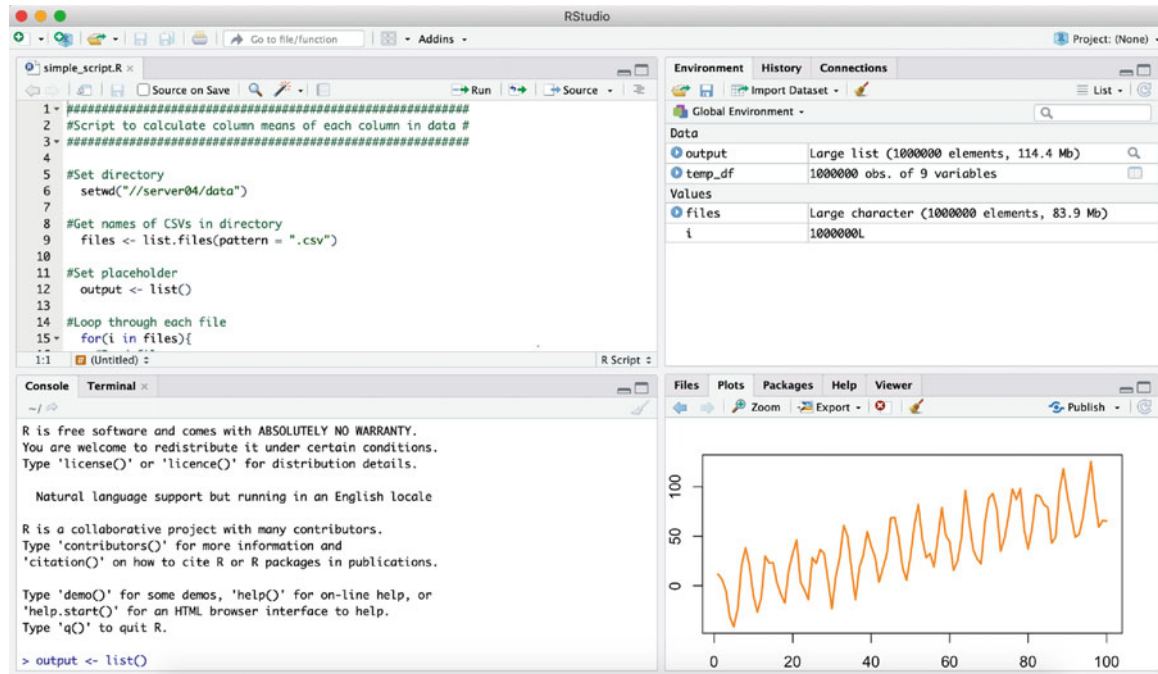 RStudio
Go to file/function
Addins
Project: (None)
simple_script.R
Source on Save
Run
Source
1 ##########################################################
2 #Script to calculate column means of each column in data #
3 ##########################################################
4
5 #Set directory
6 setwd("//server04/data")
7
8 #Get names of CSVs in directory
9 files <- list.files(pattern = ".csv")
10
11 #Set placeholder
12 output <- list()
13
14 #Loop through each file
15 for(i in files){
1:1 (Untitled) R Script
Console Terminal
~/
R is free software and comes with ABSOLUTELY NO WARRANTY.
You are welcome to redistribute it under certain conditions.
Type 'license()' or 'licence()' for distribution details.
Natural language support but running in an English locale
R is a collaborative project with many contributors.
Type 'contributors()' for more information and
'citation()' on how to cite R or R packages in publications.
Type 'demo()' for some demos, 'help()' for on-line help, or
'help.start()' for an HTML browser interface to help.
Type 'q()' to quit R.
> output <- list()
Environment History Connections
Import Dataset List
Global Environment
Data
output Large list (1000000 elements, 114.4 Mb)
temp_df 1000000 obs. of 9 variables
Values
files Large character (1000000 elements, 83.9 Mb)
i 1000000L
Files Plots Packages Help Viewer
Zoom Export Publish
100
50
0
0 20 40 60 80 100